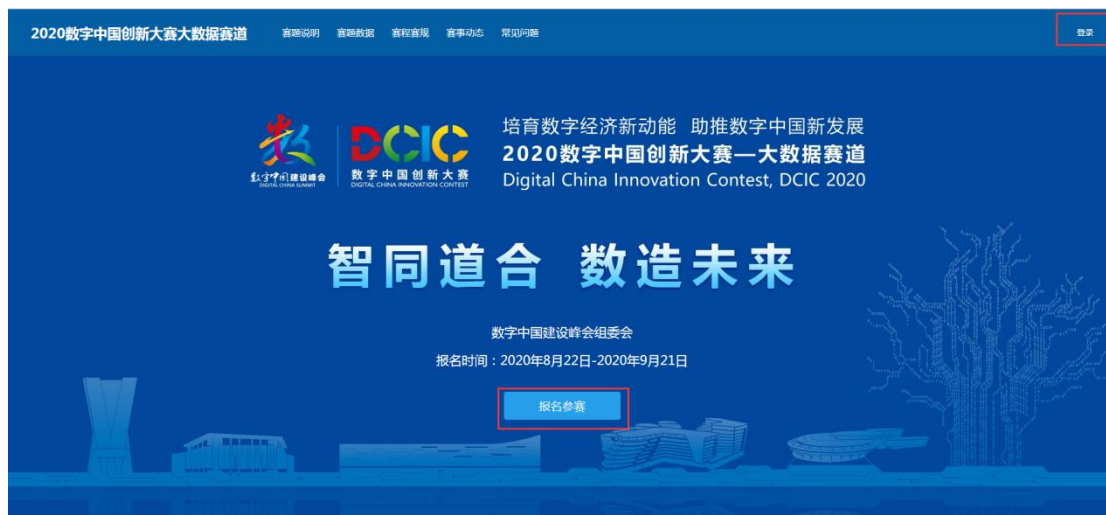 2020数字中国创新大赛大数据赛道 赛题说明 赛题数据 赛程赛规 赛事动态 常见问题 登录
培育数字经济新动能 助推数字中国新发展
2020数字中国创新大赛—大数据赛道
Digital China Innovation Contest, DCIC 2020
数
数字中国建设峰会
DIGITAL CHINA SUMMIT
DCIC
数字中国创新大赛
DIGITAL CHINA INNOVATION CONTEST
智同道合 数造未来
数字中国建设峰会组委会
报名时间：2020年8月22日-2020年9月21日
报名参赛